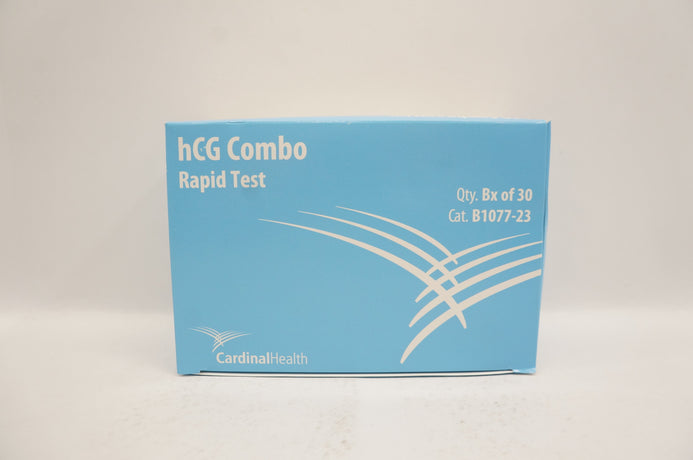 hCG Combo
Rapid Test
Qty. Bx of 30
Cat. B1077-23
CardinalHealth